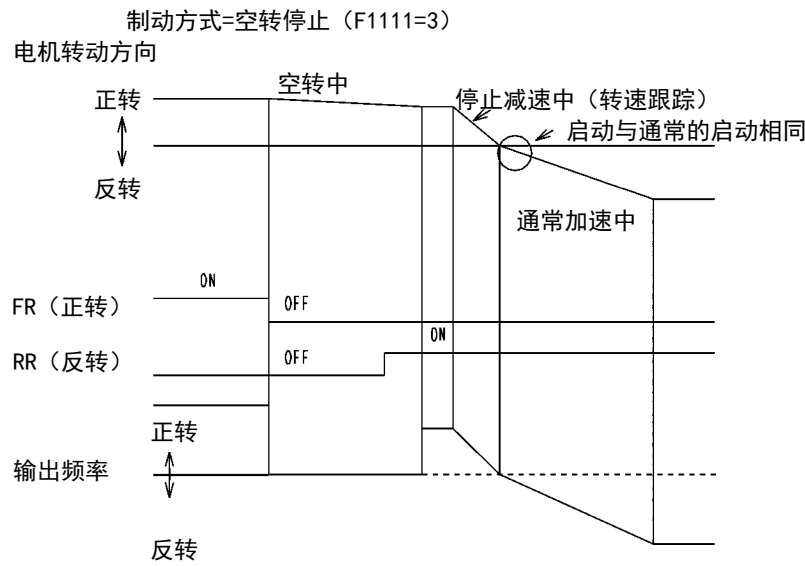 制动方式=空转停止（F1111=3）
电机转动方向
空转中
正转
停止减速中（转速跟踪）
启动与通常的启动相同
反转
通常加速中
ON
FR（正转）
OFF
ON
RR（反转）
OFF
正转
输出频率
反转